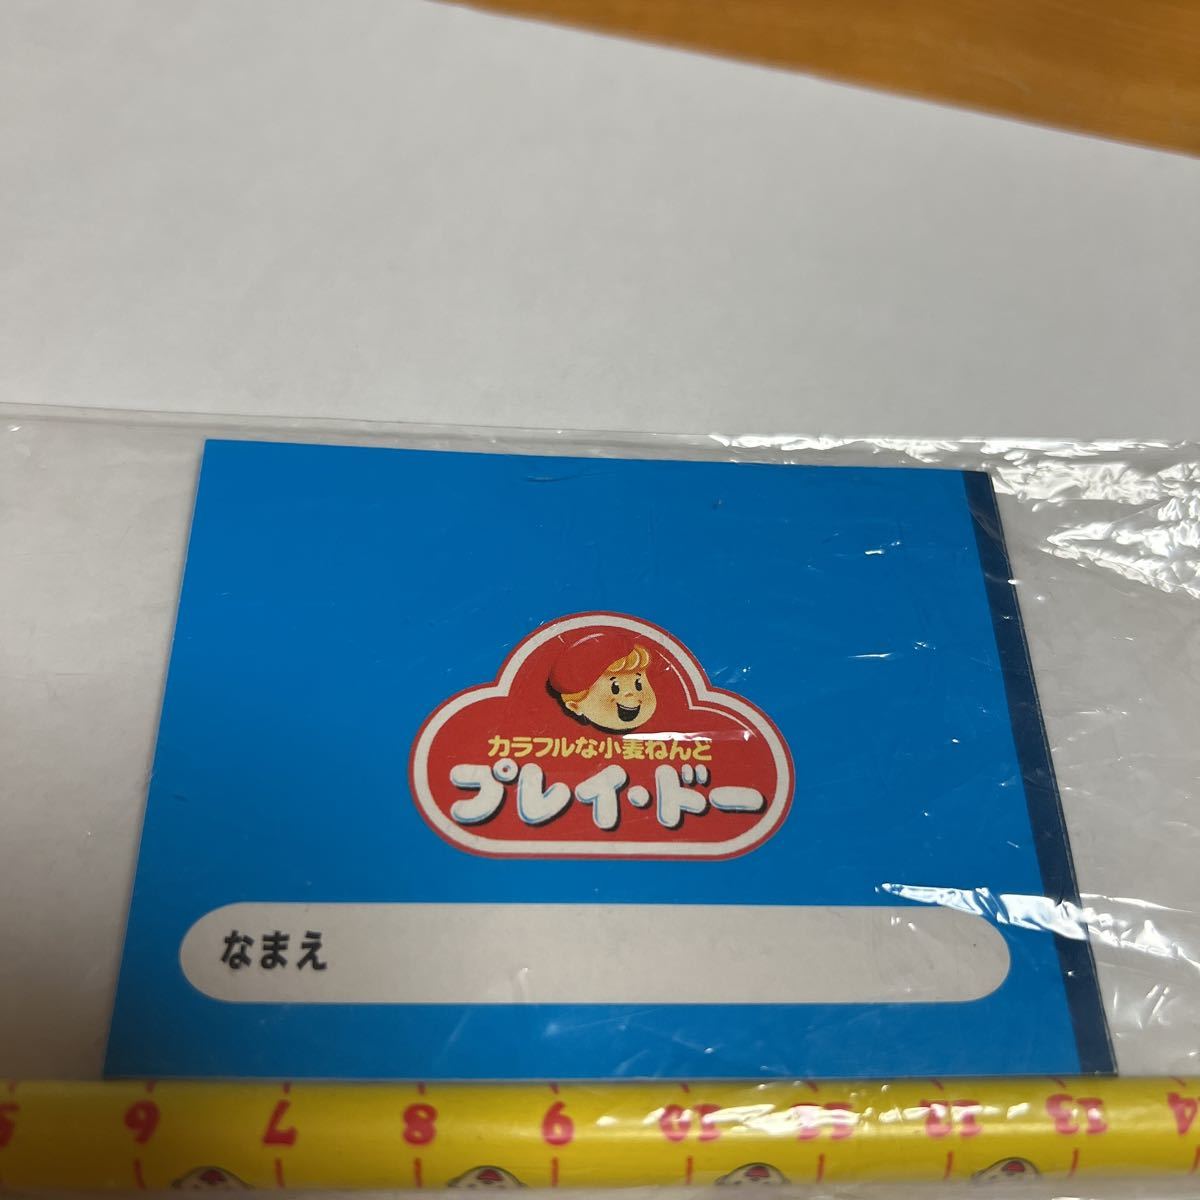 カラフルな小麦ねんど
プレイ・ドー
なまえ
5 6 7 8 9 10 11 12 13 14